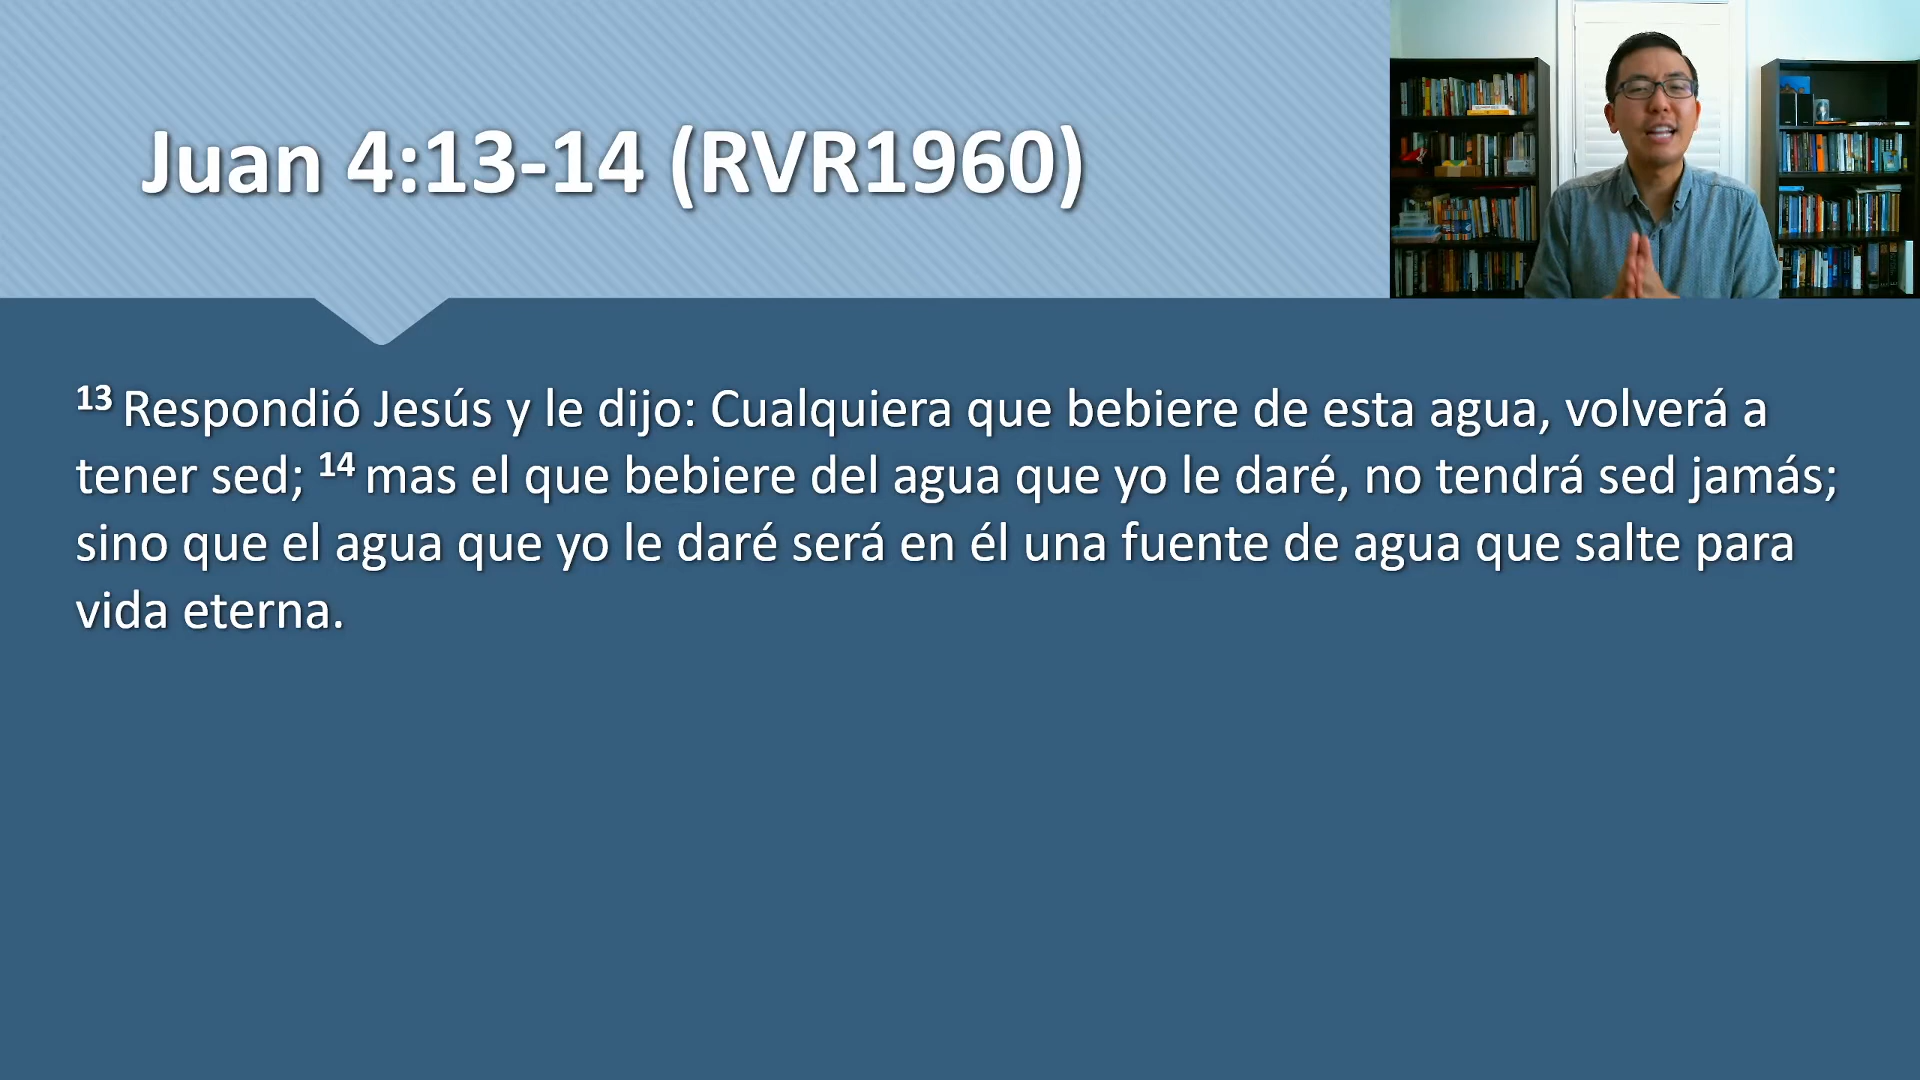 Juan 4:13-14 (RVR1960)
13 Respondió Jesús y le dijo: Cualquiera que bebiere de esta agua, volverá a
tener sed; 14 mas el que bebiere del agua que yo le daré, no tendrá sed jamás;
sino que el agua que yo le daré será en él una fuente de agua que salte para
vida eterna.